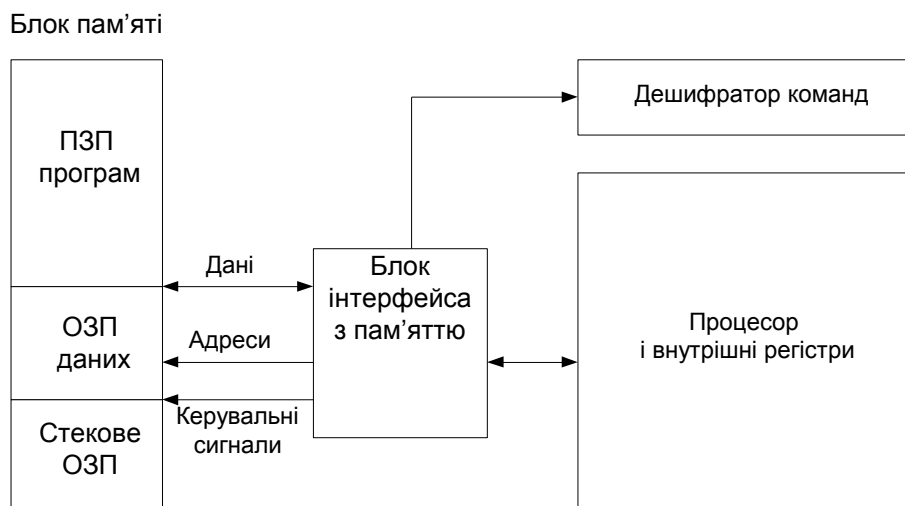 Блок пам’яті
ПЗП
програм
ОЗП
даних
Стекове
ОЗП
Дані
Адреси
Керувальні
сигнали
Блок
інтерфейса
з пам’яттю
Дешифратор команд
Процесор
і внутрішні регістри